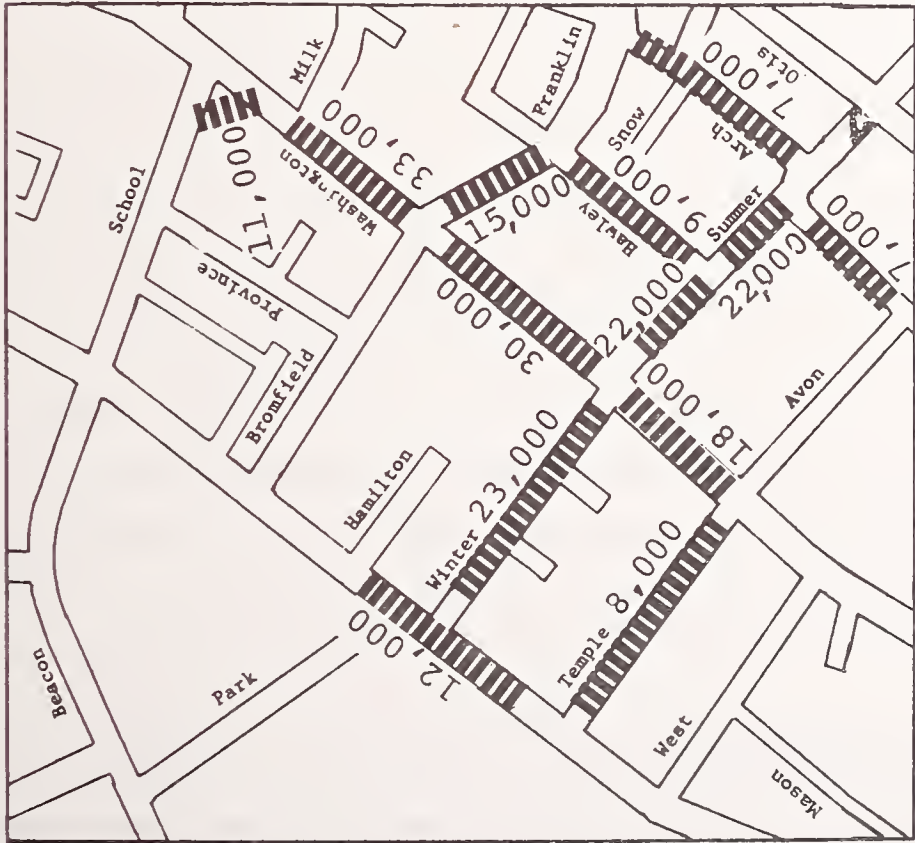 Milk
Franklin
7,000
Otis
Snow
Arch
School
11,000
Washington
33,000
15,000
Hawley
9,000
Summer
7,000
Province
30,000
22,000
22,000
Bromfield
18,000
Avon
Hamilton
Winter
23,000
Beacon
Park
12,000
Temple
8,000
West
Mason